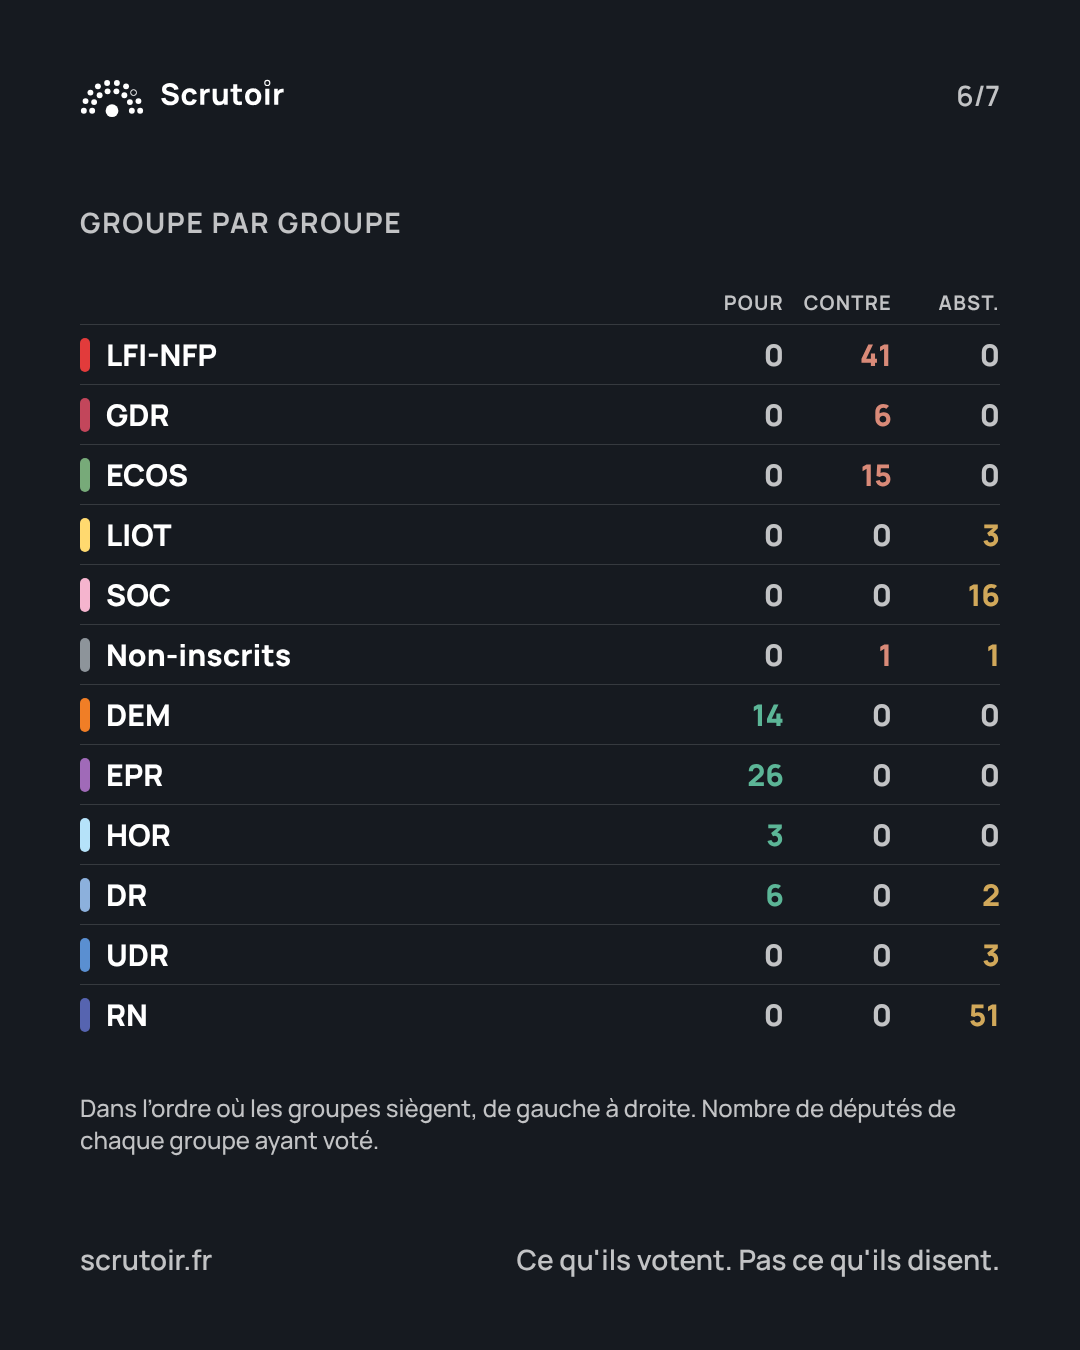 Scrutoir
6/7
GROUPE PAR GROUPE
POUR CONTRE ABST.
LFI-NFP 0 41 0
GDR 0 6 0
ECOS 0 15 0
LIOT 0 0 3
SOC 0 0 16
Non-inscrits 0 1 1
DEM 14 0 0
EPR 26 0 0
HOR 3 0 0
DR 6 0 2
UDR 0 0 3
RN 0 0 51
Dans l’ordre où les groupes siègent, de gauche à droite. Nombre de députés de
chaque groupe ayant voté.
scrutoir.fr
Ce qu'ils votent. Pas ce qu'ils disent.